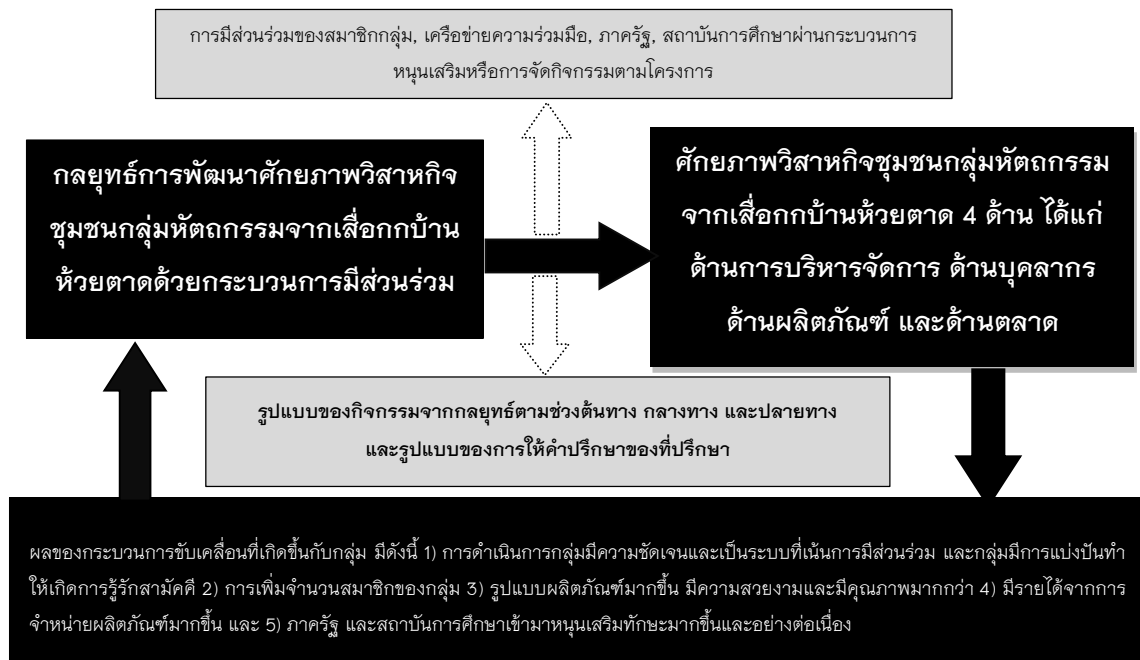 การมีส่วนร่วมของสมาชิกกลุ่ม, เครือข่ายความร่วมมือ, ภาครัฐ, สถาบันการศึกษาผ่านกระบวนการ
หนุนเสริมหรือการจัดกิจกรรมตามโครงการ
กลยุทธ์การพัฒนาศักยภาพวิสาหกิจ
ชุมชนกลุ่มหัตถกรรมจากเสื่อกกบ้าน
ห้วยตาดด้วยกระบวนการมีส่วนร่วม
ศักยภาพวิสาหกิจชุมชนกลุ่มหัตถกรรม
จากเสื่อกกบ้านห้วยตาด 4 ด้าน ได้แก่
ด้านการบริหารจัดการ ด้านบุคลากร
ด้านผลิตภัณฑ์ และด้านตลาด
รูปแบบของกิจกรรมจากกลยุทธ์ตามช่วงต้นทาง กลางทาง และปลายทาง
และรูปแบบของการให้คำปรึกษาของที่ปรึกษา
ผลของกระบวนการขับเคลื่อนที่เกิดขึ้นกับกลุ่ม มีดังนี้ 1) การดำเนินการกลุ่มมีความชัดเจนและเป็นระบบที่เน้นการมีส่วนร่วม และกลุ่มมีการแบ่งปันทำ
ให้เกิดการรู้รักสามัคคี 2) การเพิ่มจำนวนสมาชิกของกลุ่ม 3) รูปแบบผลิตภัณฑ์มากขึ้น มีความสวยงามและมีคุณภาพมากกว่า 4) มีรายได้จากการ
จำหน่ายผลิตภัณฑ์มากขึ้น และ 5) ภาครัฐ และสถาบันการศึกษาเข้ามาหนุนเสริมทักษะมากขึ้นและอย่างต่อเนื่อง